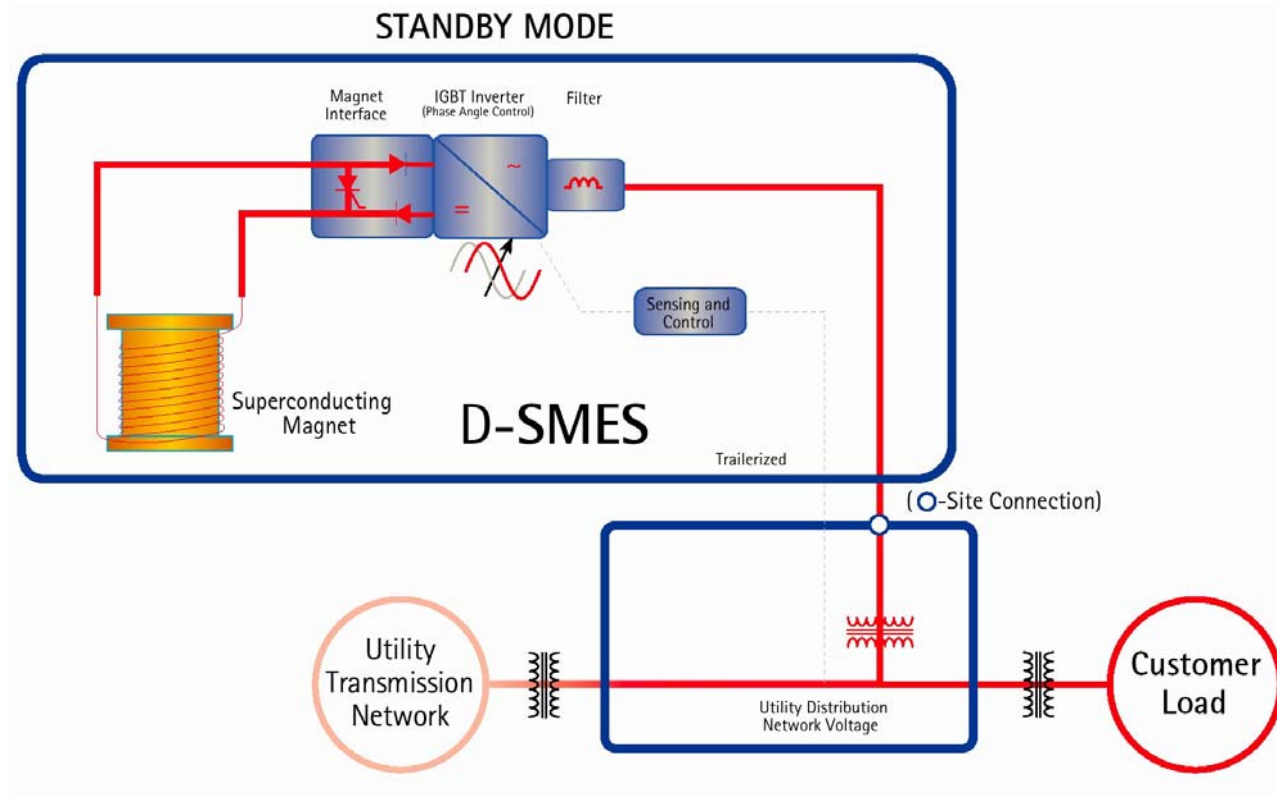 STANDBY MODE
Magnet
Interface
IGBT Inverter
(Phase Angle Control)
Filter
~
=
Sensing and
Control
Superconducting
Magnet
D-SMES
Trailerized
( O-Site Connection)
Utility
Transmission
Network
Utility Distribution
Network Voltage
Customer
Load